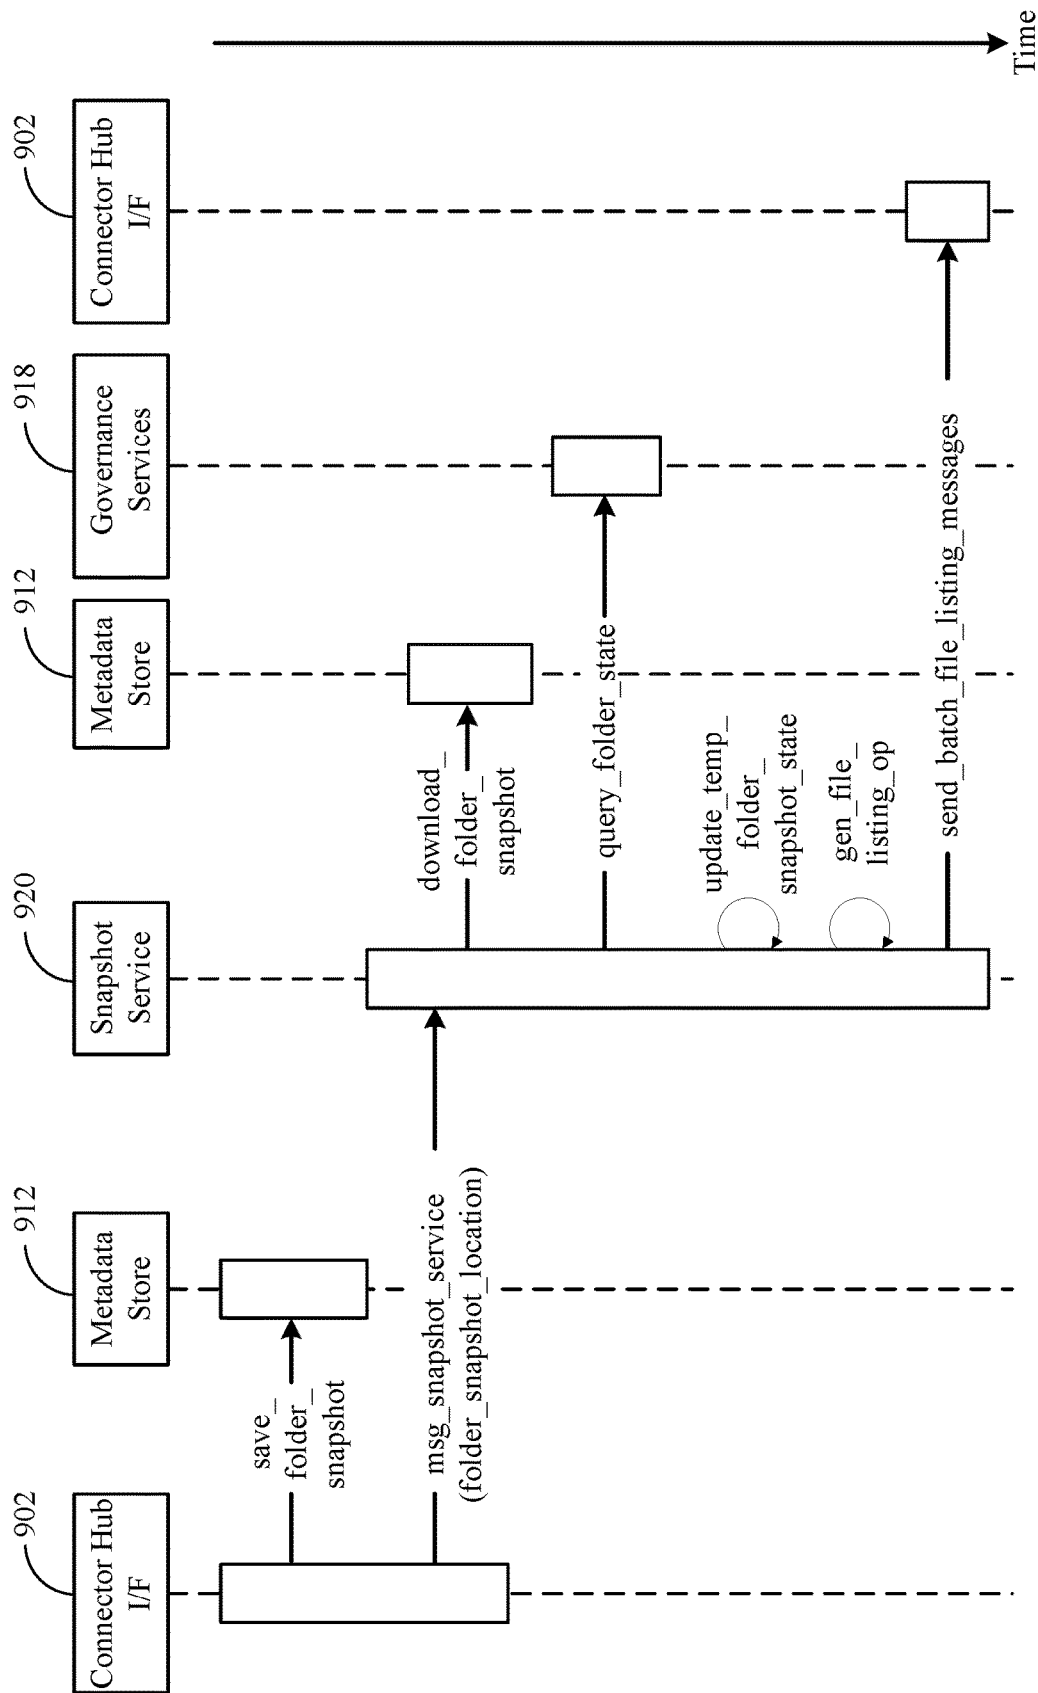 902
Connector Hub
I/F
912
Metadata
Store
920
Snapshot
Service
912
Metadata
Store
918
Governance
Services
902
Connector Hub
I/F
save_
folder_
snapshot
msg_snapshot_service
(folder_snapshot_location)
download_
folder_
snapshot
query_folder_state
update_temp_
folder_
snapshot_state
gen_file_
listing_op
send_batch_file_listing_messages
Time